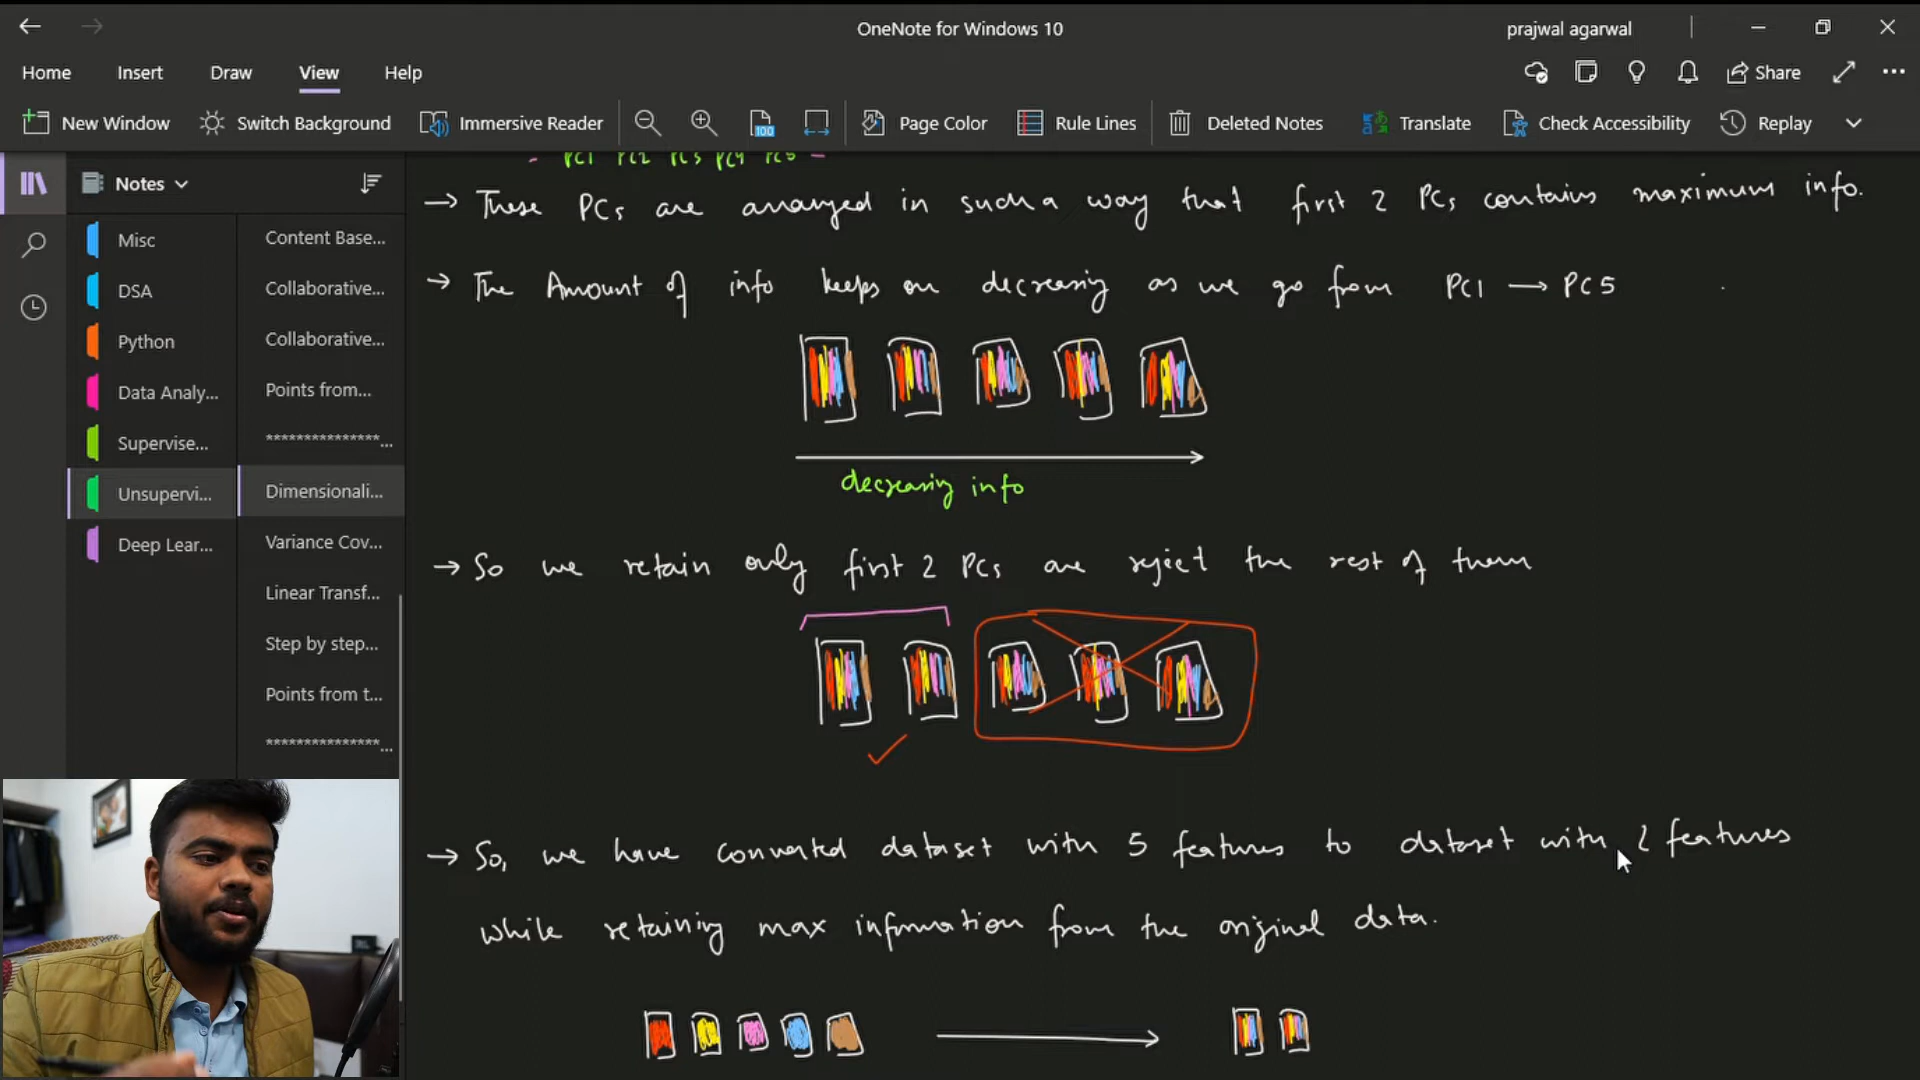 OneNote for Windows 10
prajwal agarwal
Home Insert Draw View Help
Share
New Window Switch Background Immersive Reader 100 Page Color Rule Lines Deleted Notes Translate Check Accessibility Replay
Notes
Misc
DSA
Python
Data Analy...
Supervise...
Unsupervi...
Deep Lear...
Content Base...
Collaborative...
Collaborative...
Points from...
***************...
Dimensionali...
Variance Cov...
Linear Transf...
Step by step...
Points from t...
***************...
- PC1 PC2 PC3 PC4 PC5 -
→ These PCs are arranged in such a way that first 2 PCs contains maximum info.
→ The Amount of info keeps on decreasing as we go from PC1 → PC5
decreasing info
→ So we retain only first 2 PCs are reject the rest of them
→ So, we have converted dataset with 5 features to dataset with 2 features
while retaining max information from the original data.